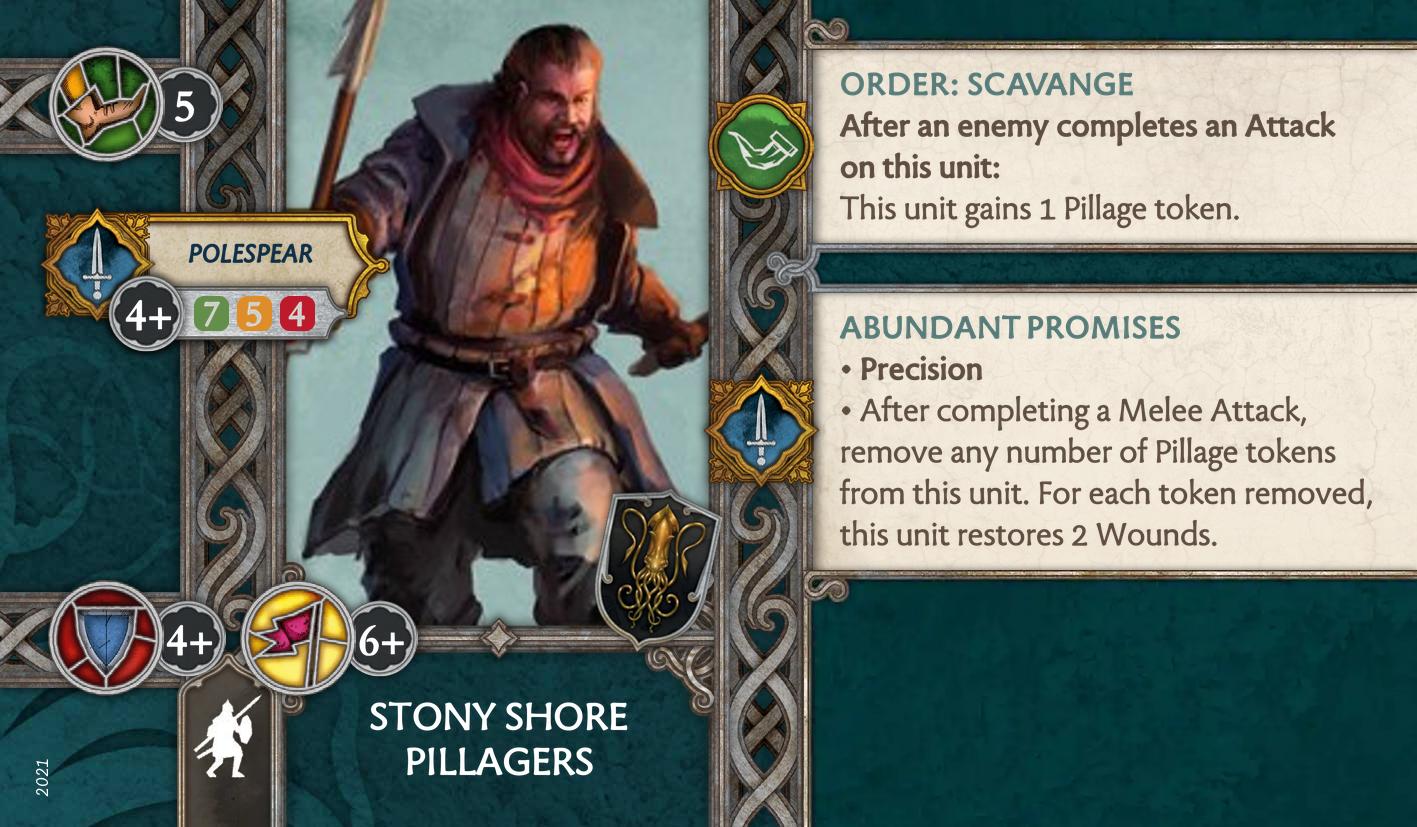 5
POLESPEAR
4+ 7 5 4
4+ 6+
STONY SHORE
PILLAGERS
2021
ORDER: SCAVANGE
After an enemy completes an Attack
on this unit:
This unit gains 1 Pillage token.
ABUNDANT PROMISES
• Precision
• After completing a Melee Attack,
remove any number of Pillage tokens
from this unit. For each token removed,
this unit restores 2 Wounds.